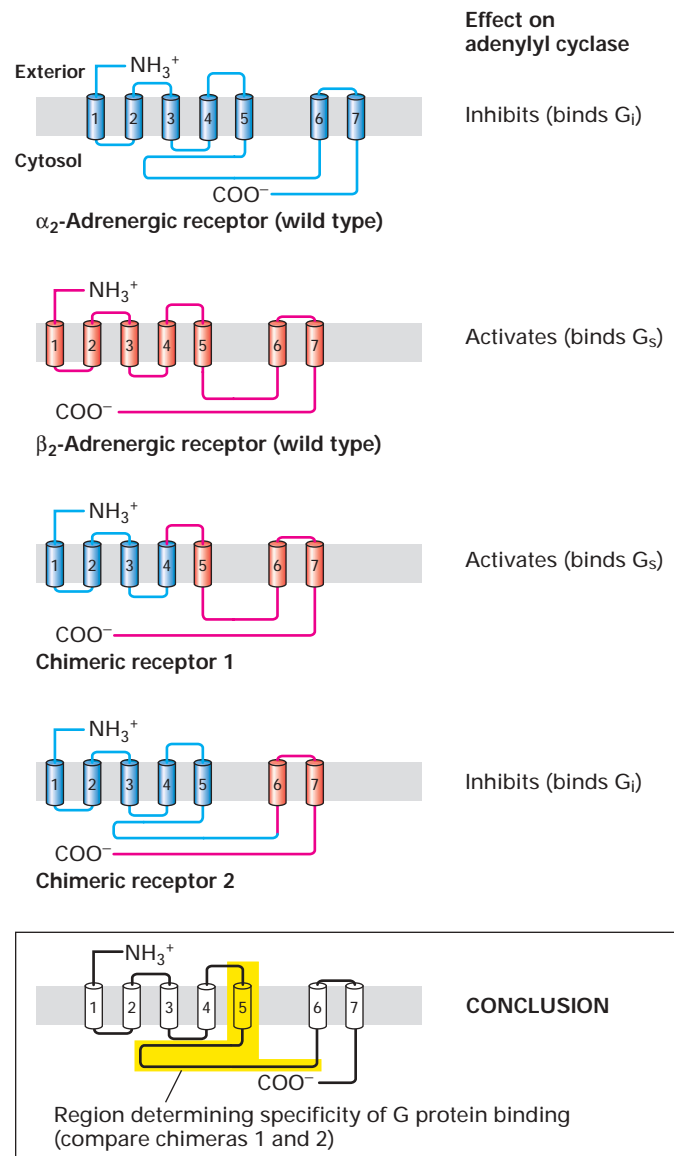 Effect on
adenylyl cyclase
Exterior
NH₃⁺
1 2 3 4 5 6 7
Inhibits (binds Gᵢ)
Cytosol
COO⁻
α₂-Adrenergic receptor (wild type)
NH₃⁺
1 2 3 4 5 6 7
Activates (binds Gₛ)
COO⁻
β₂-Adrenergic receptor (wild type)
NH₃⁺
1 2 3 4 5 6 7
Activates (binds Gₛ)
COO⁻
Chimeric receptor 1
NH₃⁺
1 2 3 4 5 6 7
Inhibits (binds Gᵢ)
COO⁻
Chimeric receptor 2
NH₃⁺
1 2 3 4 5 6 7
CONCLUSION
COO⁻
Region determining specificity of G protein binding
(compare chimeras 1 and 2)